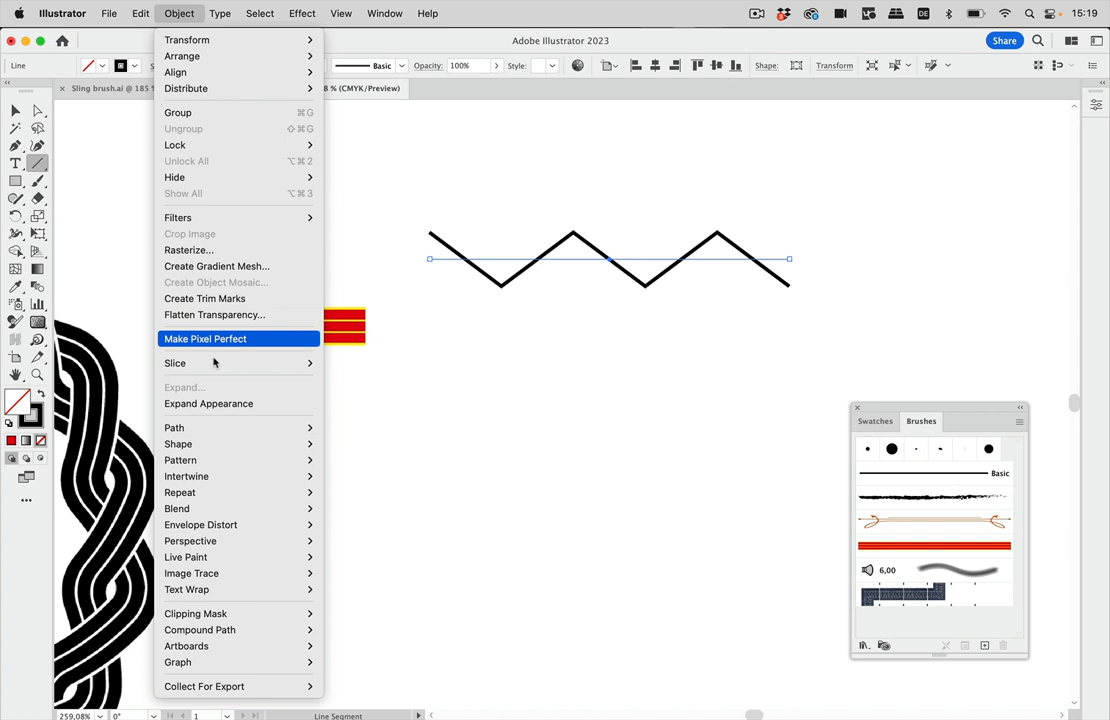 Illustrator File Edit Object Type Select Effect View Window Help DE 15:19
Adobe Illustrator 2023 Share
Line Basic Opacity: 100% Style: Shape: Transform
Sling brush.ai @ 185 8 % (CMYK/Preview)
Transform
Arrange
Align
Distribute
Group ⌘G
Ungroup ⇧⌘G
Lock
Unlock All ⌥⌘2
Hide
Show All ⌥⌘3
Filters
Crop Image
Rasterize...
Create Gradient Mesh...
Create Object Mosaic...
Create Trim Marks
Flatten Transparency...
Make Pixel Perfect
Slice
Expand...
Expand Appearance
Path
Shape
Pattern
Intertwine
Repeat
Blend
Envelope Distort
Perspective
Live Paint
Image Trace
Text Wrap
Clipping Mask
Compound Path
Artboards
Graph
Collect For Export
Swatches Brushes
Basic
6,00
259,08% 0° 1 Line Segment